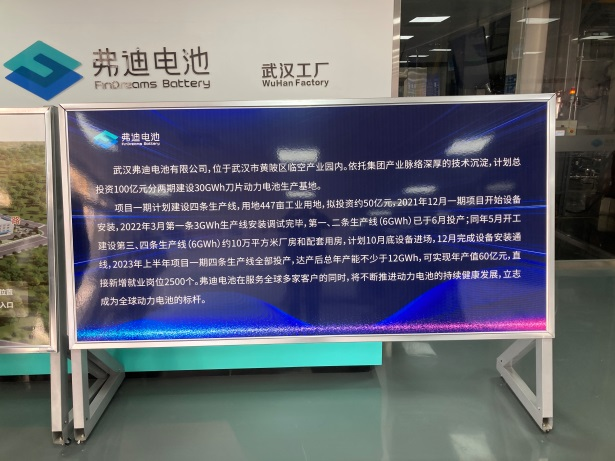 弗迪电池
FinDreams Battery
武汉工厂
WuHan Factory
弗迪电池
FinDreams Battery
武汉弗迪电池有限公司，位于武汉市黄陂区临空产业园内。依托集团产业脉络深厚的技术沉淀，计划总
投资100亿元分两期建设30GWh刀片动力电池生产基地。
项目一期计划建设四条生产线，用地447亩工业用地，拟投资约50亿元，2021年12月一期项目开始设备
安装，2022年3月第一条3GWh生产线安装调试完毕，第一、二条生产线（6GWh）已于6月投产；同年5月开工
建设第三、四条生产线（6GWh）约10万平方米厂房和配套用房，计划10月底设备进场，12月完成设备安装通
线，2023年上半年项目一期四条生产线全部投产，达产后总年产能不少于12GWh，可实现年产值60亿元，直
接新增就业岗位2500个。弗迪电池在服务全球多家客户的同时，将不断推进动力电池的持续健康发展，立志
成为全球动力电池的标杆。
入口